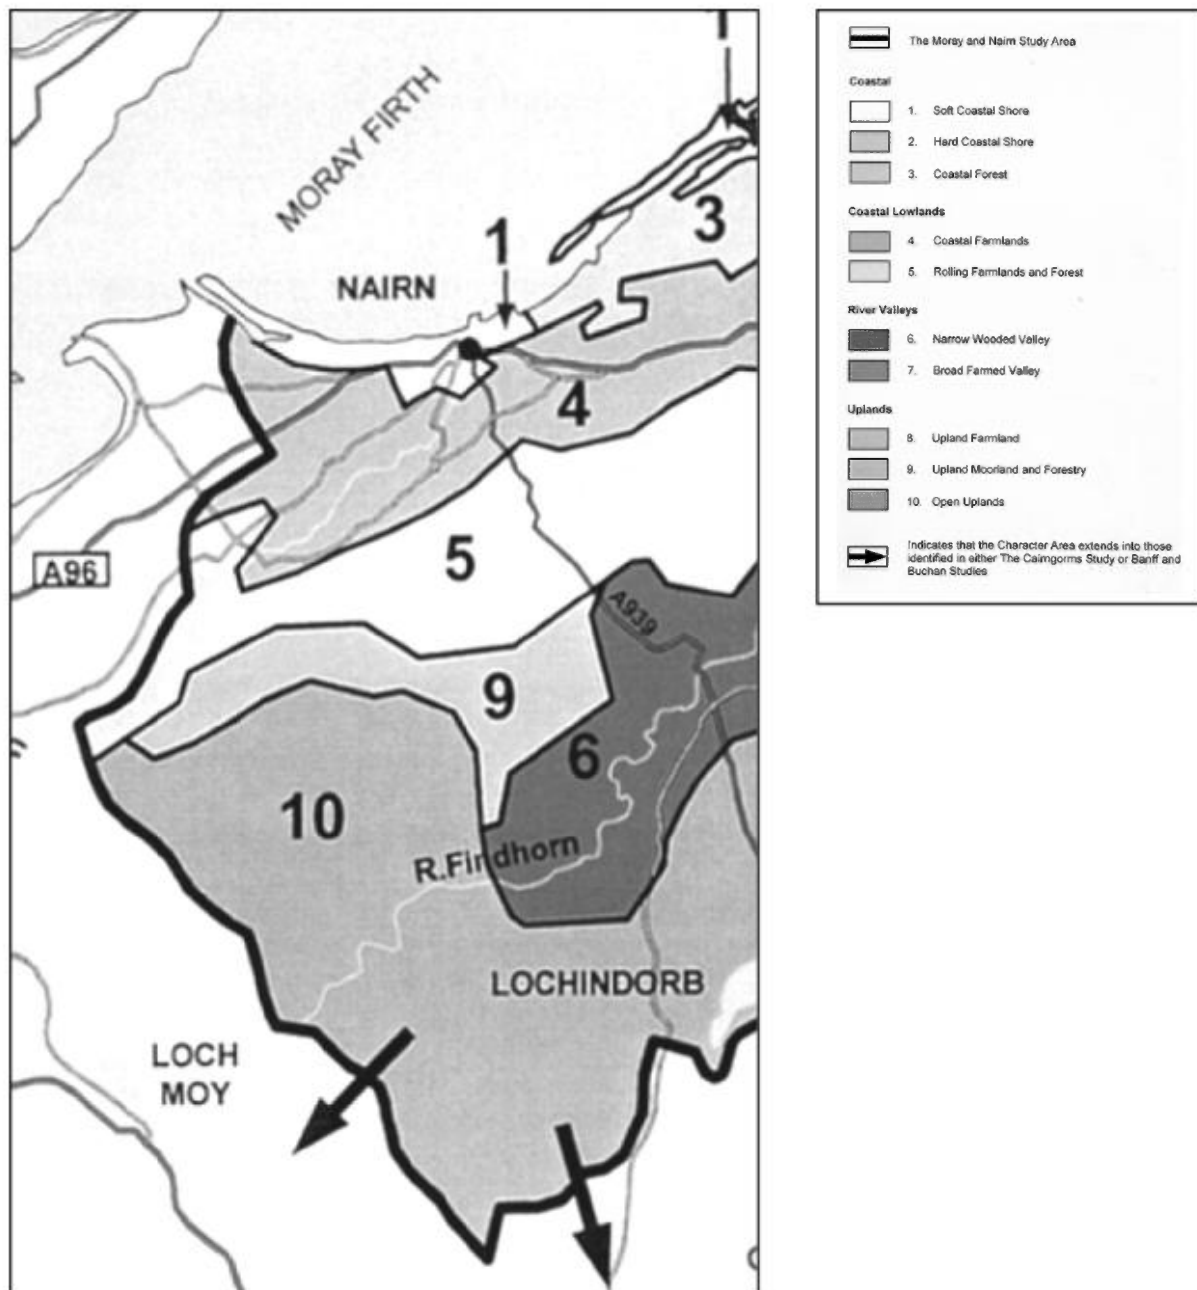 MORAY FIRTH
1
3
NAIRN
4
5
A96
A939
9
6
10
R.Findhorn
LOCHINDORB
LOCH
MOY
The Moray and Nairn Study Area
Coastal
1. Soft Coastal Shore
2. Hard Coastal Shore
3. Coastal Forest
Coastal Lowlands
4 Coastal Farmlands
5. Rolling Farmlands and Forest
River Valleys
6. Narrow Wooded Valley
7. Broad Farmed Valley
Uplands
8. Upland Farmland
9. Upland Moorland and Forestry
10. Open Uplands
Indicates that the Character Area extends into those
identified in either The Cairngorms Study or Banff and
Buchan Studies